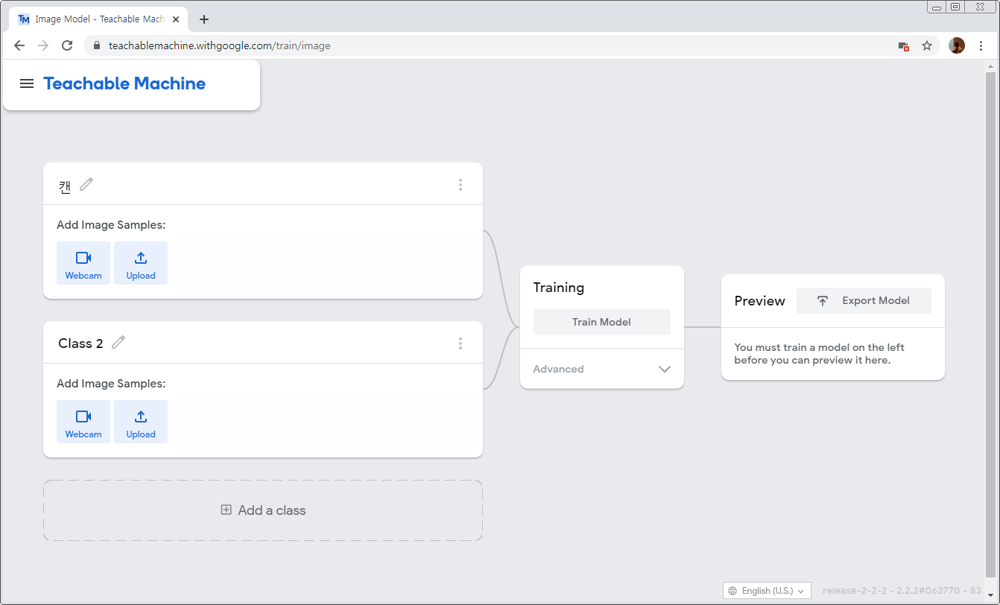 TM Image Model - Teachable Mach
teachablemachine.withgoogle.com/train/image
Teachable Machine
캔
Add Image Samples:
Webcam
Upload
Class 2
Add Image Samples:
Webcam
Upload
Add a class
Training
Train Model
Advanced
Preview
Export Model
You must train a model on the left
before you can preview it here.
English (U.S.)
release-2-2-2 - 2.2.2#062770 - 83